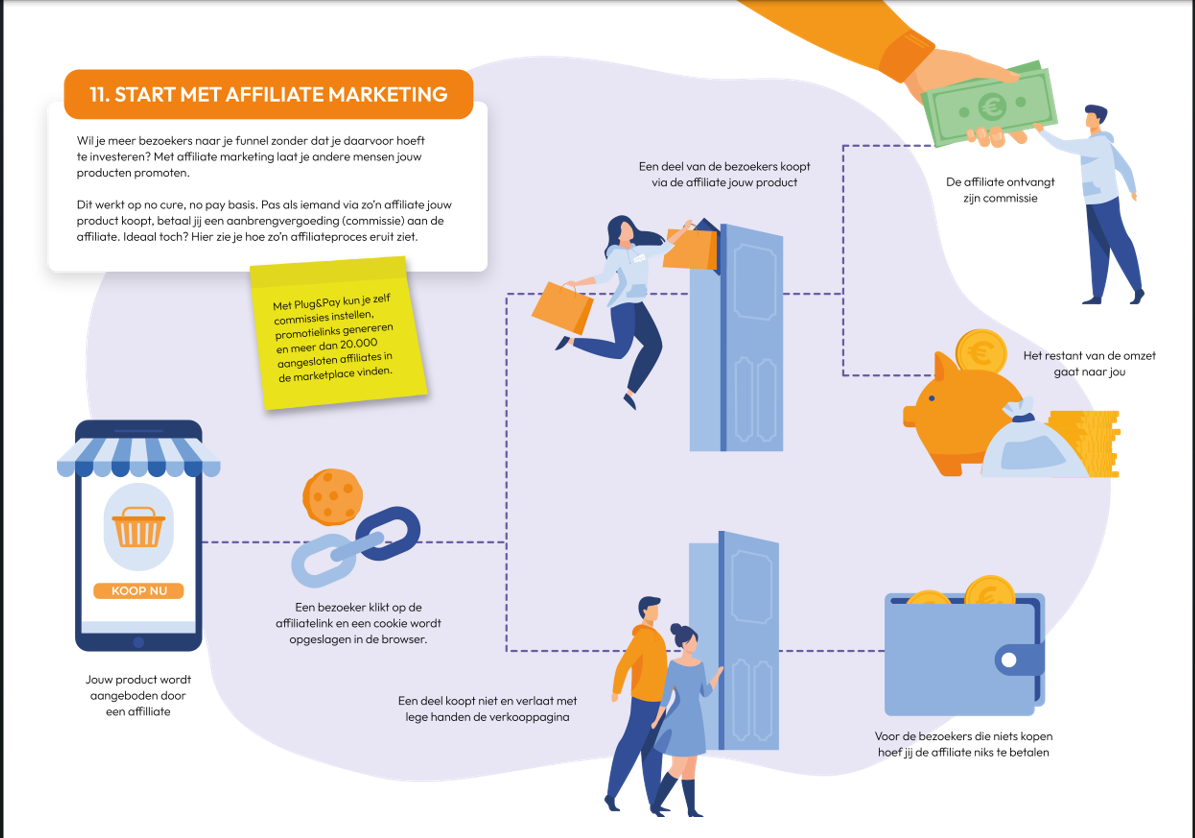 11. START MET AFFILIATE MARKETING
Wil je meer bezoekers naar je funnel zonder dat je daarvoor hoeft
te investeren? Met affiliate marketing laat je andere mensen jouw
producten promoten.
Dit werkt op no cure, no pay basis. Pas als iemand via zo'n affiliate jouw
product koopt, betaal jij een aanbrengvergoeding (commissie) aan de
affiliate. Ideaal toch? Hier zie je hoe zo'n affiliateproces eruit ziet.
Met Plug&Pay kun je zelf
commissies instellen,
promotielinks genereren
en meer dan 20.000
aangesloten affiliates in
de marketplace vinden.
KOOP NU
Jouw product wordt
aangeboden door
een affilliate
Een bezoeker klikt op de
affiliatelink en een cookie wordt
opgeslagen in de browser.
Een deel van de bezoekers koopt
via de affiliate jouw product
De affiliate ontvangt
zijn commissie
Het restant van de omzet
gaat naar jou
Een deel koopt niet en verlaat met
lege handen de verkooppagina
Voor de bezoekers die niets kopen
hoef jij de affiliate niks te betalen